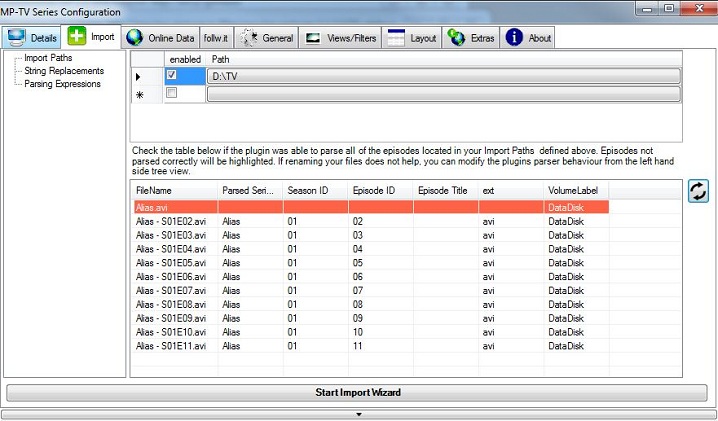 MP-TV Series Configuration
Details Import Online Data follw.it General Views/Filters Layout Extras About
Import Paths
String Replacements
Parsing Expressions
enabled Path
D:\TV
Check the table below if the plugin was able to parse all of the episodes located in your Import Paths defined above. Episodes not
parsed correctly will be highlighted. If renaming your files does not help, you can modify the plugins parser behaviour from the left hand
side tree view.
FileName Parsed Seri... Season ID Episode ID Episode Title ext VolumeLabel
Alias.avi DataDisk
Alias - S01E02.avi Alias 01 02 avi DataDisk
Alias - S01E03.avi Alias 01 03 avi DataDisk
Alias - S01E04.avi Alias 01 04 avi DataDisk
Alias - S01E05.avi Alias 01 05 avi DataDisk
Alias - S01E06.avi Alias 01 06 avi DataDisk
Alias - S01E07.avi Alias 01 07 avi DataDisk
Alias - S01E08.avi Alias 01 08 avi DataDisk
Alias - S01E09.avi Alias 01 09 avi DataDisk
Alias - S01E10.avi Alias 01 10 avi DataDisk
Alias - S01E11.avi Alias 01 11 avi DataDisk
Start Import Wizard